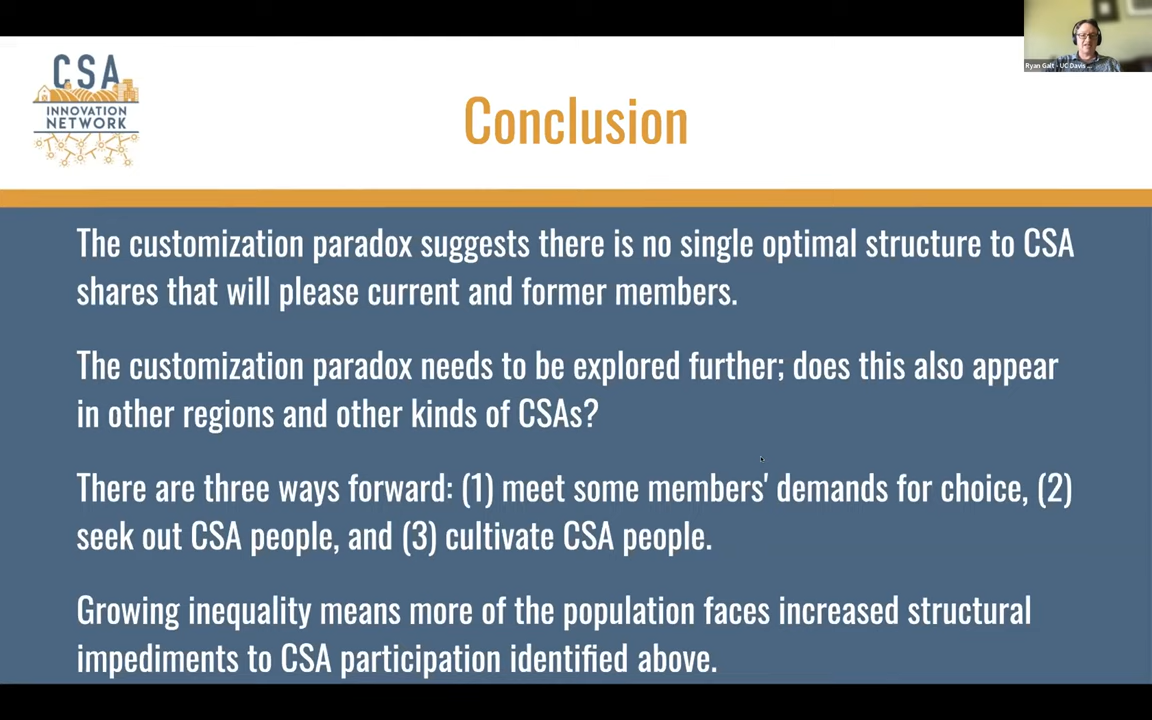 CSA
INNOVATION
NETWORK
Ryan Galt - UC Davis
Conclusion
The customization paradox suggests there is no single optimal structure to CSA
shares that will please current and former members.
The customization paradox needs to be explored further; does this also appear
in other regions and other kinds of CSAs?
There are three ways forward: (1) meet some members' demands for choice, (2)
seek out CSA people, and (3) cultivate CSA people.
Growing inequality means more of the population faces increased structural
impediments to CSA participation identified above.